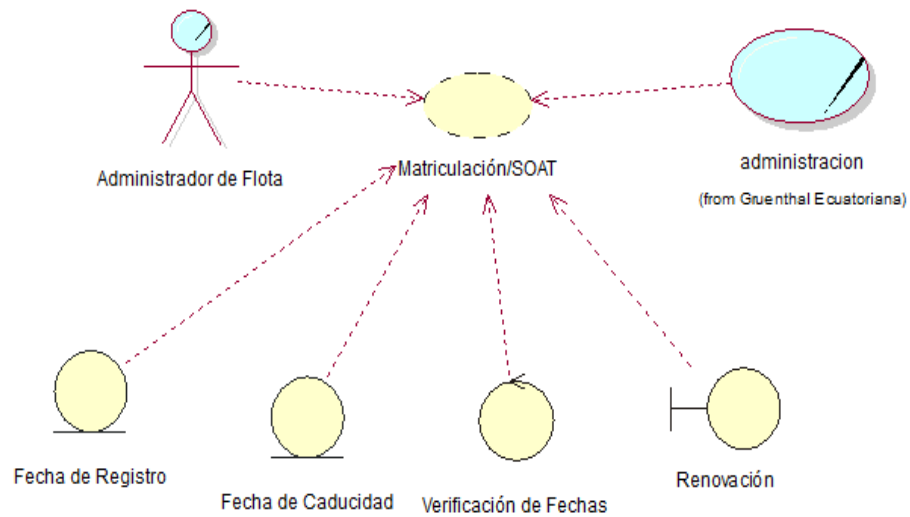 Administrador de Flota
Matriculación/SOAT
administracion
(from Gruenthal Ecuatoriana)
Fecha de Registro
Fecha de Caducidad
Verificación de Fechas
Renovación